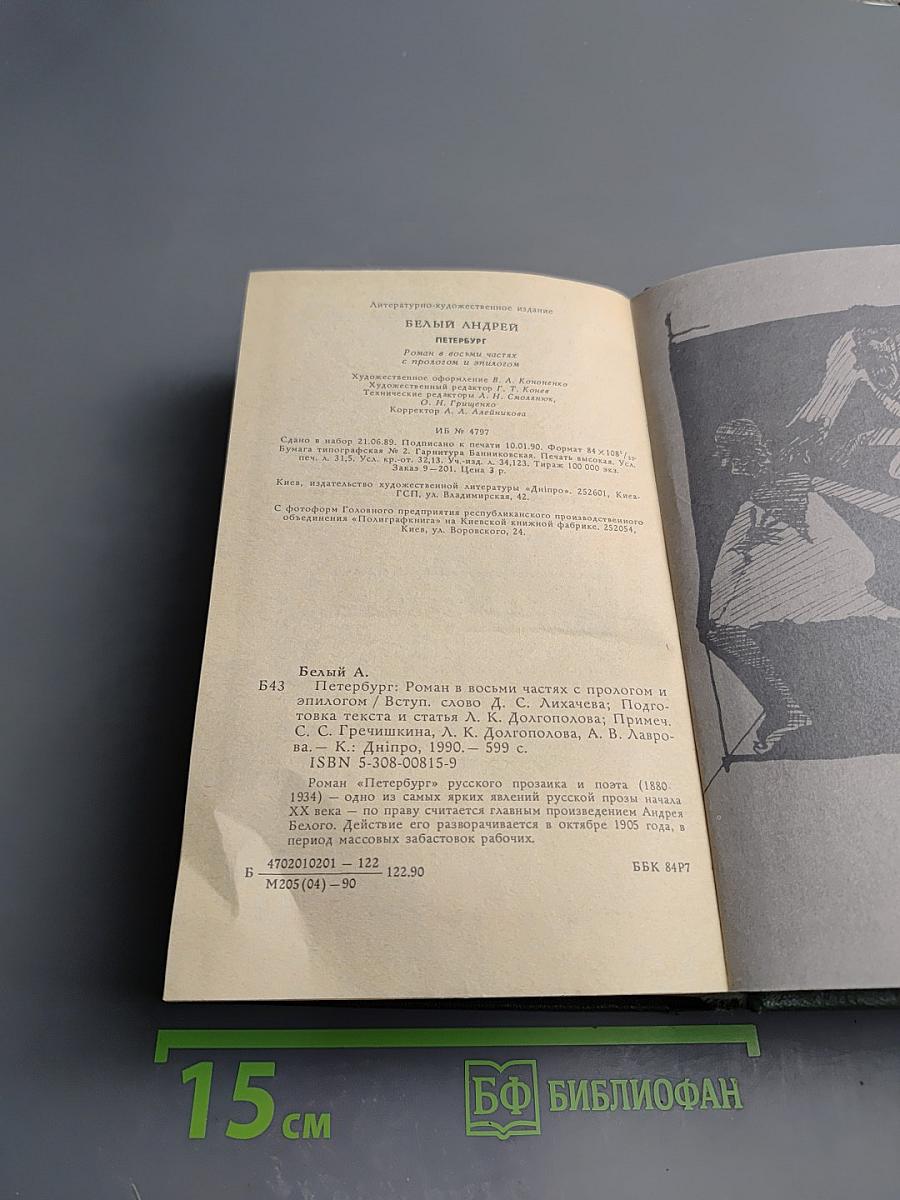 Литературно-художественное издание
БЕЛЫЙ АНДРЕЙ
ПЕТЕРБУРГ
Роман в восьми частях
с прологом и эпилогом
Художественное оформление В. А. Кононенко
Художественный редактор Г. Т. Конев
Технические редакторы Л. Н. Смолянюк,
О. Н. Грищенко
Корректор А. Л. Алейникова
ИБ № 4797
Сдано в набор 21.06.89. Подписано к печати 10.01.90. Формат 84×108¹/₃₂.
Бумага типографская № 2. Гарнитура Банниковская. Печать высокая. Усл.
печ. л. 31,5. Усл. кр.-от. 32,13. Уч.-изд. л. 34,123. Тираж 100 000 экз.
Заказ 9—201. Цена 3 р.
Киев, издательство художественной литературы «Дніпро». 252601, Киев-
ГСП, ул. Владимирская, 42.
С фотоформ Головного предприятия республиканского производственного
объединения «Полиграфкнига» на Киевской книжной фабрике. 252054,
Киев, ул. Воровского, 24.
Белый А.
Б43 Петербург: Роман в восьми частях с прологом и
эпилогом / Вступ. слово Д. С. Лихачева; Подго-
товка текста и статья Л. К. Долгополова; Примеч.
С. С. Гречишкина, Л. К. Долгополова, А. В. Лавро-
ва.— К.: Дніпро, 1990.— 599 с.
ISBN 5-308-00815-9
Роман «Петербург» русского прозаика и поэта (1880-
1934) — одно из самых ярких явлений русской прозы начала
XX века — по праву считается главным произведением Андрея
Белого. Действие его разворачивается в октябре 1905 года, в
период массовых забастовок рабочих.
Б 4702010201 — 122 / М205(04)—90 122.90
ББК 84Р7
15 см
БФ БИБЛИОФАН